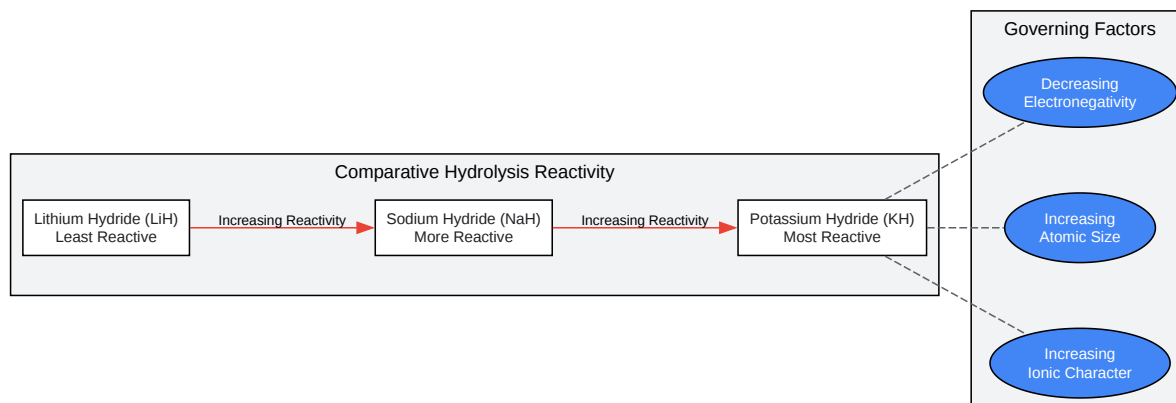 Governing Factors
Decreasing
Electronegativity
Comparative Hydrolysis Reactivity
Lithium Hydride (LiH)
Least Reactive
Increasing Reactivity
Sodium Hydride (NaH)
More Reactive
Increasing Reactivity
Potassium Hydride (KH)
Most Reactive
Increasing
Atomic Size
Increasing
Ionic Character